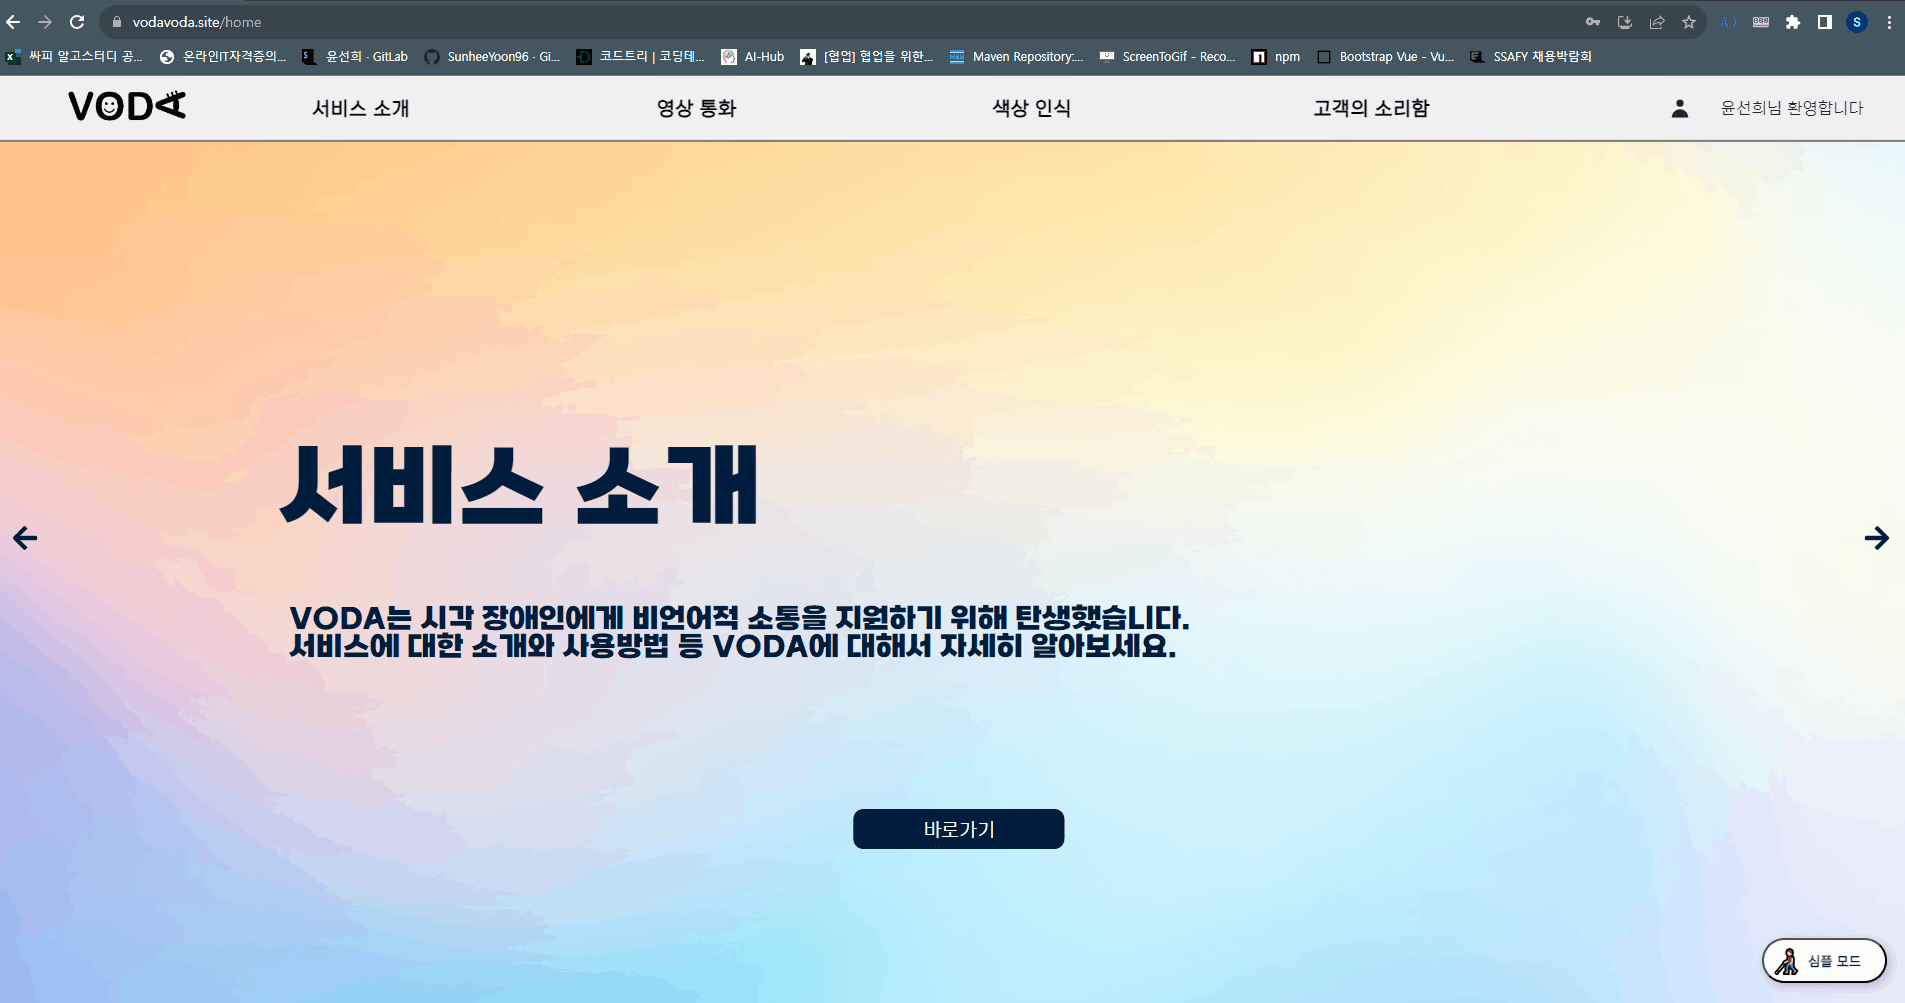 vodavoda.site/home
S
싸피 알고스터디 공...
온라인IT자격증의...
윤선희 · GitLab
SunheeYoon96 · Gi...
코드트리 | 코딩테...
AI-Hub
[협업] 협업을 위한...
Maven Repository:...
ScreenToGif - Reco...
npm
Bootstrap Vue - Vu...
SSAFY 채용박람회
VODA
서비스 소개
영상 통화
색상 인식
고객의 소리함
윤선희님 환영합니다
서비스 소개
VODA는 시각 장애인에게 비언어적 소통을 지원하기 위해 탄생했습니다.
서비스에 대한 소개와 사용방법 등 VODA에 대해서 자세히 알아보세요.
바로가기
심플 모드